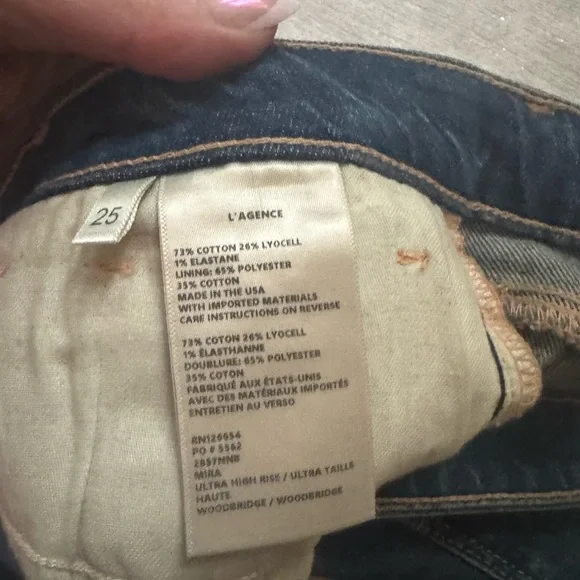 25
L'AGENCE
73% COTTON 26% LYOCELL
1% ELASTANE
LINING: 65% POLYESTER
35% COTTON
MADE IN THE USA
WITH IMPORTED MATERIALS
CARE INSTRUCTIONS ON REVERSE
73% COTON 26% LYOCELL
1% ÉLASTHANNE
DOUBLURE: 65% POLYESTER
35% COTON
FABRIQUÉ AUX ÉTATS-UNIS
AVEC DES MATÉRIAUX IMPORTÉS
ENTRETIEN AU VERSO
RN126654
PO # 5562
2857NNB
MIRA
ULTRA HIGH RISE / ULTRA TAILLE
HAUTE
WOODBRIDGE / WOODBRIDGE